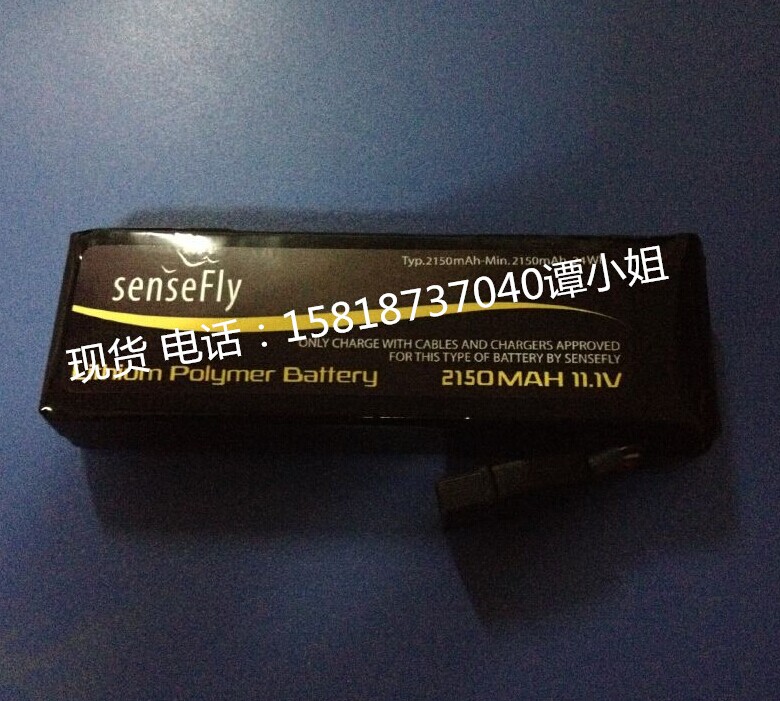 senseFly
Typ.2150mAh-Min.2150mAh
现货 电话：15818737040谭小姐
ONLY CHARGE WITH CABLES AND CHARGERS APPROVED
FOR THIS TYPE OF BATTERY BY SENSEFLY
Lithium Polymer Battery 2150MAH 11.1V